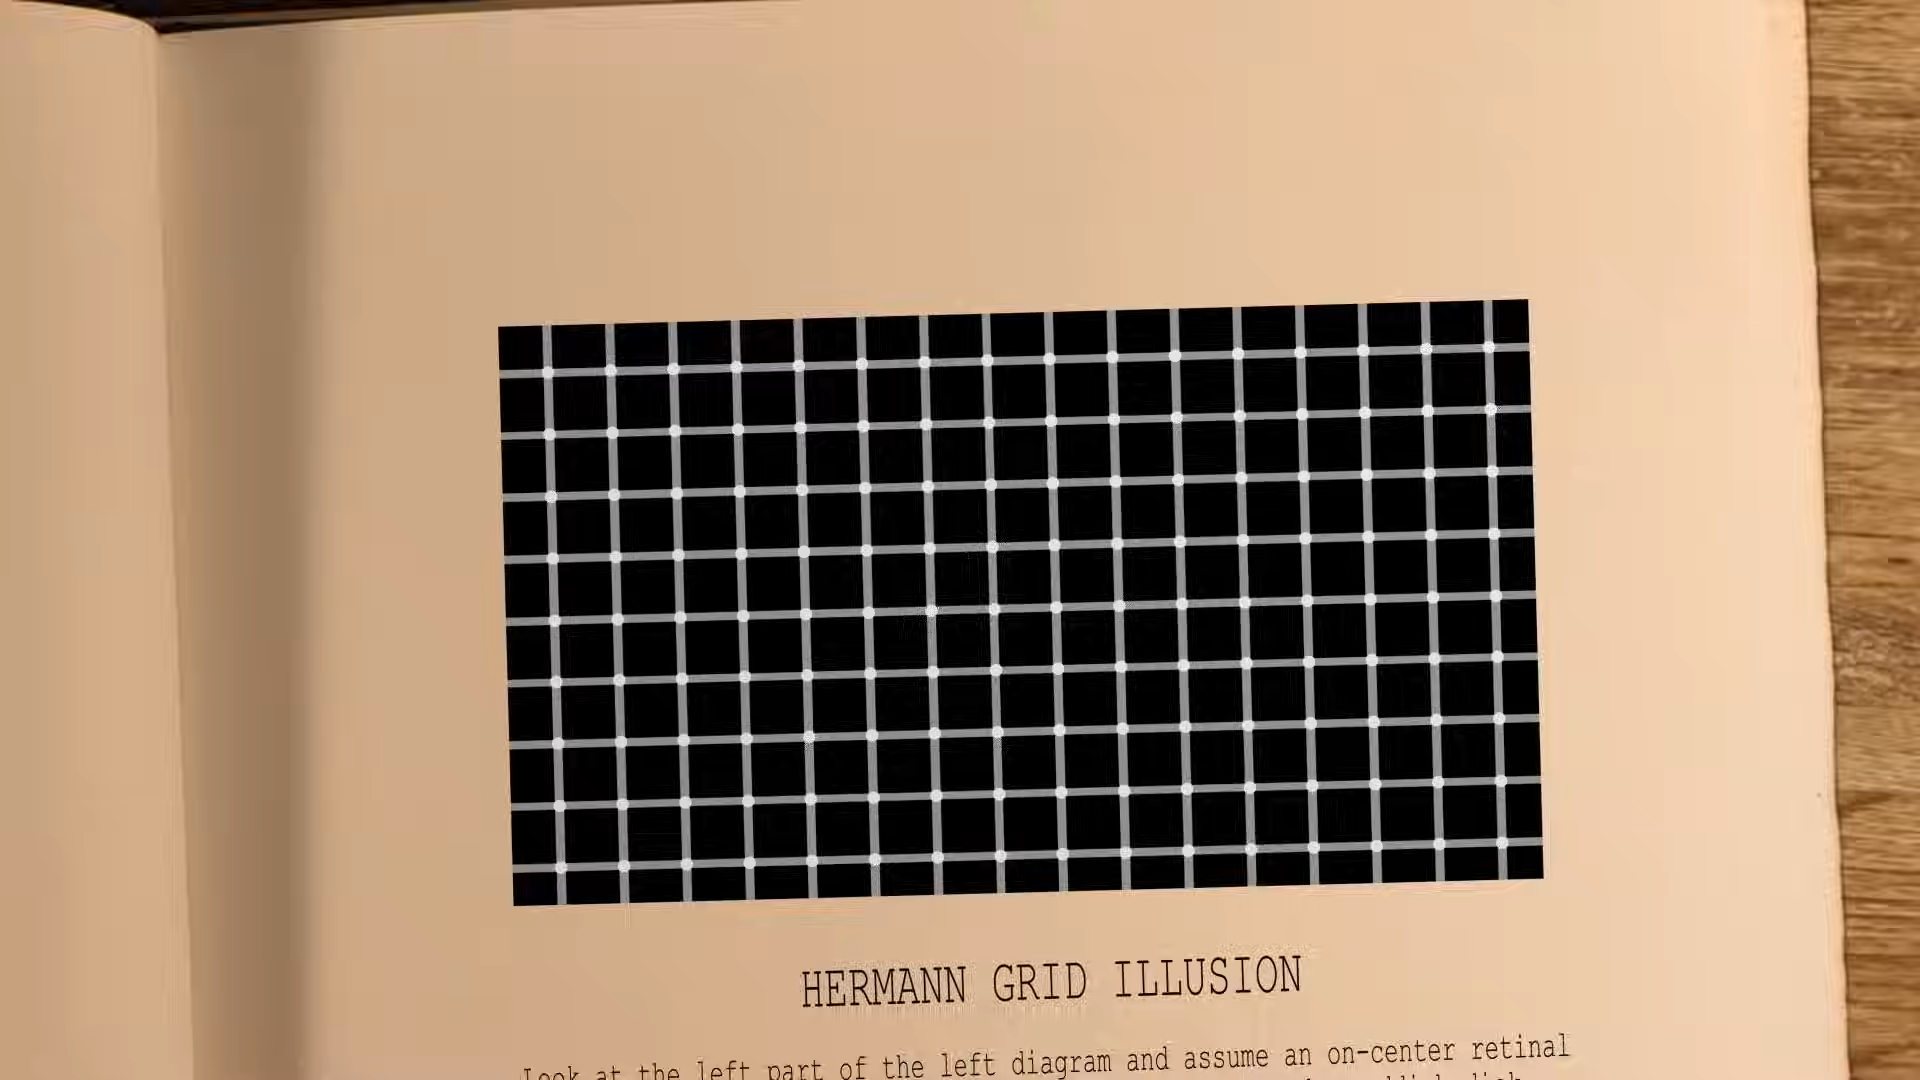 HERMANN GRID ILLUSION
Look at the left part of the left diagram and assume an on-center retinal